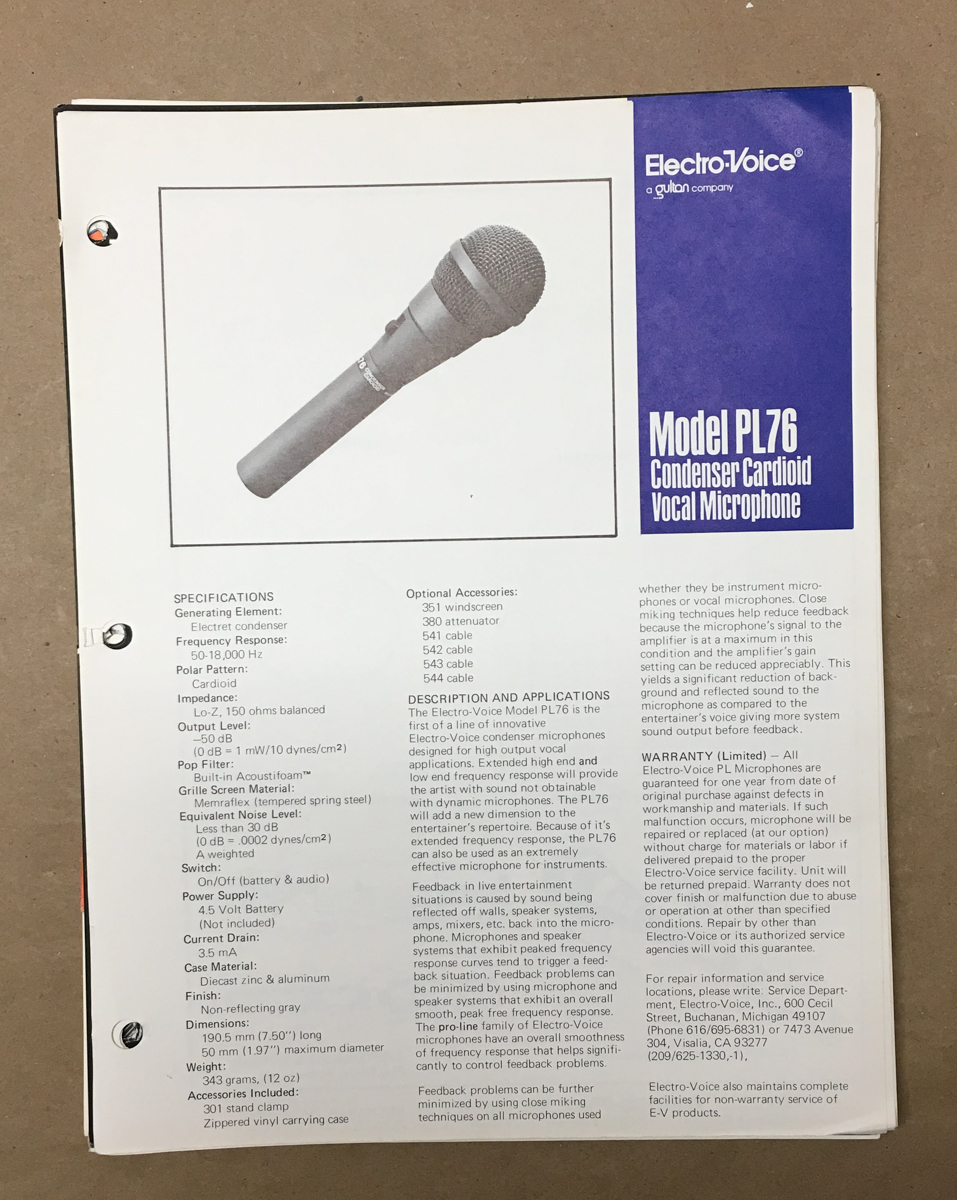 Electro-Voice®
a gulton company
Model PL76
Condenser Cardioid
Vocal Microphone
76
SPECIFICATIONS
Generating Element:
Electret condenser
Frequency Response:
50-18,000 Hz
Polar Pattern:
Cardioid
Impedance:
Lo-Z, 150 ohms balanced
Output Level:
—50 dB
(0 dB = 1 mW/10 dynes/cm²)
Pop Filter:
Built-in Acoustifoam™
Grille Screen Material:
Memraflex (tempered spring steel)
Equivalent Noise Level:
Less than 30 dB
(0 dB = .0002 dynes/cm²)
A weighted
Switch:
On/Off (battery & audio)
Power Supply:
4.5 Volt Battery
(Not included)
Current Drain:
3.5 mA
Case Material:
Diecast zinc & aluminum
Finish:
Non-reflecting gray
Dimensions:
190.5 mm (7.50") long
50 mm (1.97") maximum diameter
Weight:
343 grams, (12 oz)
Accessories Included:
301 stand clamp
Zippered vinyl carrying case
Optional Accessories:
351 windscreen
380 attenuator
541 cable
542 cable
543 cable
544 cable
DESCRIPTION AND APPLICATIONS
The Electro-Voice Model PL76 is the
first of a line of innovative
Electro-Voice condenser microphones
designed for high output vocal
applications. Extended high end and
low end frequency response will provide
the artist with sound not obtainable
with dynamic microphones. The PL76
will add a new dimension to the
entertainer's repertoire. Because of it's
extended frequency response, the PL76
can also be used as an extremely
effective microphone for instruments.
Feedback in live entertainment
situations is caused by sound being
reflected off walls, speaker systems,
amps, mixers, etc. back into the micro-
phone. Microphones and speaker
systems that exhibit peaked frequency
response curves tend to trigger a feed-
back situation. Feedback problems can
be minimized by using microphone and
speaker systems that exhibit an overall
smooth, peak free frequency response.
The pro-line family of Electro-Voice
microphones have an overall smoothness
of frequency response that helps signifi-
cantly to control feedback problems.
Feedback problems can be further
minimized by using close miking
techniques on all microphones used
whether they be instrument micro-
phones or vocal microphones. Close
miking techniques help reduce feedback
because the microphone's signal to the
amplifier is at a maximum in this
condition and the amplifier's gain
setting can be reduced appreciably. This
yields a significant reduction of back-
ground and reflected sound to the
microphone as compared to the
entertainer's voice giving more system
sound output before feedback.
WARRANTY (Limited) — All
Electro-Voice PL Microphones are
guaranteed for one year from date of
original purchase against defects in
workmanship and materials. If such
malfunction occurs, microphone will be
repaired or replaced (at our option)
without charge for materials or labor if
delivered prepaid to the proper
Electro-Voice service facility. Unit will
be returned prepaid. Warranty does not
cover finish or malfunction due to abuse
or operation at other than specified
conditions. Repair by other than
Electro-Voice or its authorized service
agencies will void this guarantee.
For repair information and service
locations, please write: Service Depart-
ment, Electro-Voice, Inc., 600 Cecil
Street, Buchanan, Michigan 49107
(Phone 616/695-6831) or 7473 Avenue
304, Visalia, CA 93277
(209/625-1330,-1),
Electro-Voice also maintains complete
facilities for non-warranty service of
E-V products.